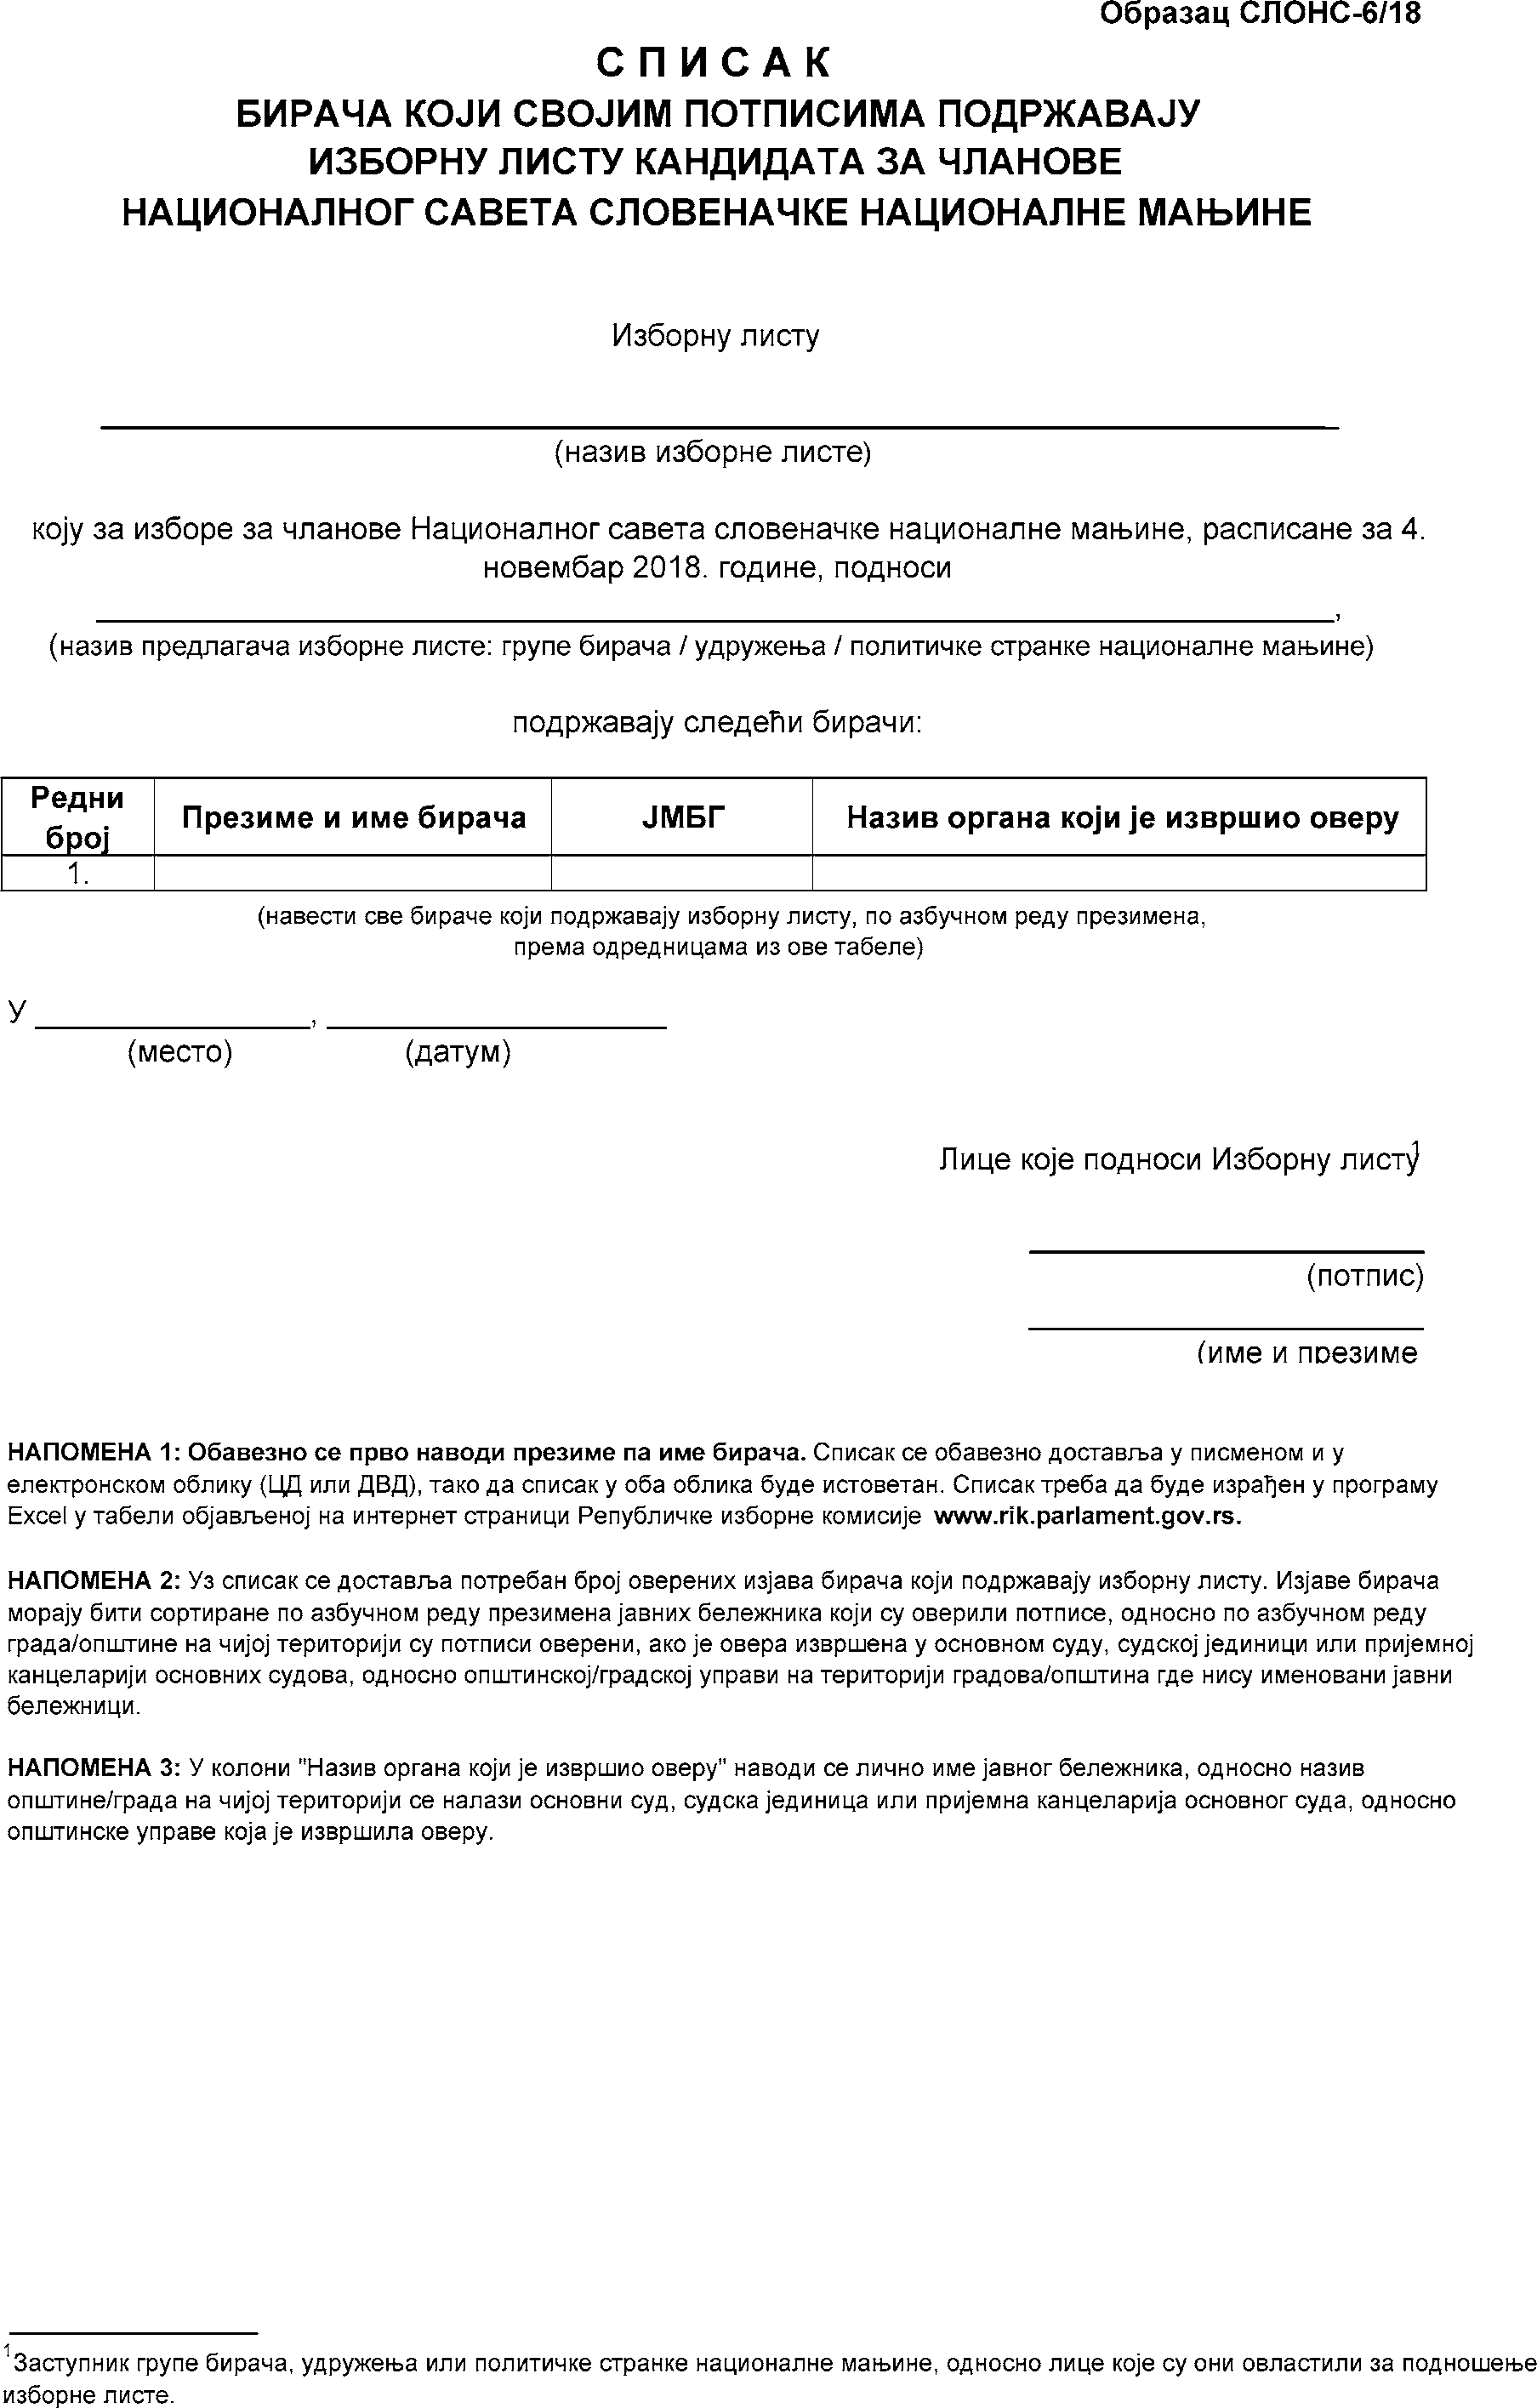 Образац СЛОНС-6/18
С П И С А К
БИРАЧА КОЈИ СВОЈИМ ПОТПИСИМА ПОДРЖАВАЈУ
ИЗБОРНУ ЛИСТУ КАНДИДАТА ЗА ЧЛАНОВЕ
НАЦИОНАЛНОГ САВЕТА СЛОВЕНАЧКЕ НАЦИОНАЛНЕ МАЊИНЕ
Изборну листу
(назив изборне листе)
коју за изборе за чланове Националног савета словеначке националне мањине, расписане за 4.
новембар 2018. године, подноси
,
(назив предлагача изборне листе: групе бирача / удружења / политичке странке националне мањине)
подржавају следећи бирачи:
Редни број Презиме и име бирача ЈМБГ Назив органа који је извршио оверу
1.
(навести све бираче који подржавају изборну листу, по азбучном реду презимена,
према одредницама из ове табеле)
У ________________, ____________________
(место) (датум)
Лице које подноси Изборну листу1
(потпис)
(име и презиме
НАПОМЕНА 1: Обавезно се прво наводи презиме па име бирача. Списак се обавезно доставља у писменом и у
електронском облику (ЦД или ДВД), тако да списак у оба облика буде истоветан. Списак треба да буде израђен у програму
Excel у табели објављеној на интернет страници Републичке изборне комисије www.rik.parlament.gov.rs.
НАПОМЕНА 2: Уз списак се доставља потребан број оверених изјава бирача који подржавају изборну листу. Изјаве бирача
морају бити сортиране по азбучном реду презимена јавних бележника који су оверили потписе, односно по азбучном реду
града/општине на чијој територији су потписи оверени, ако је овера извршена у основном суду, судској јединици или пријемној
канцеларији основних судова, односно општинској/градској управи на територији градова/општина где нису именовани јавни
бележници.
НАПОМЕНА 3: У колони "Назив органа који је извршио оверу" наводи се лично име јавног бележника, односно назив
општине/града на чијој територији се налази основни суд, судска јединица или пријемна канцеларија основног суда, односно
општинске управе која је извршила оверу.
1Заступник групе бирача, удружења или политичке странке националне мањине, односно лице које су они овластили за подношење
изборне листе.